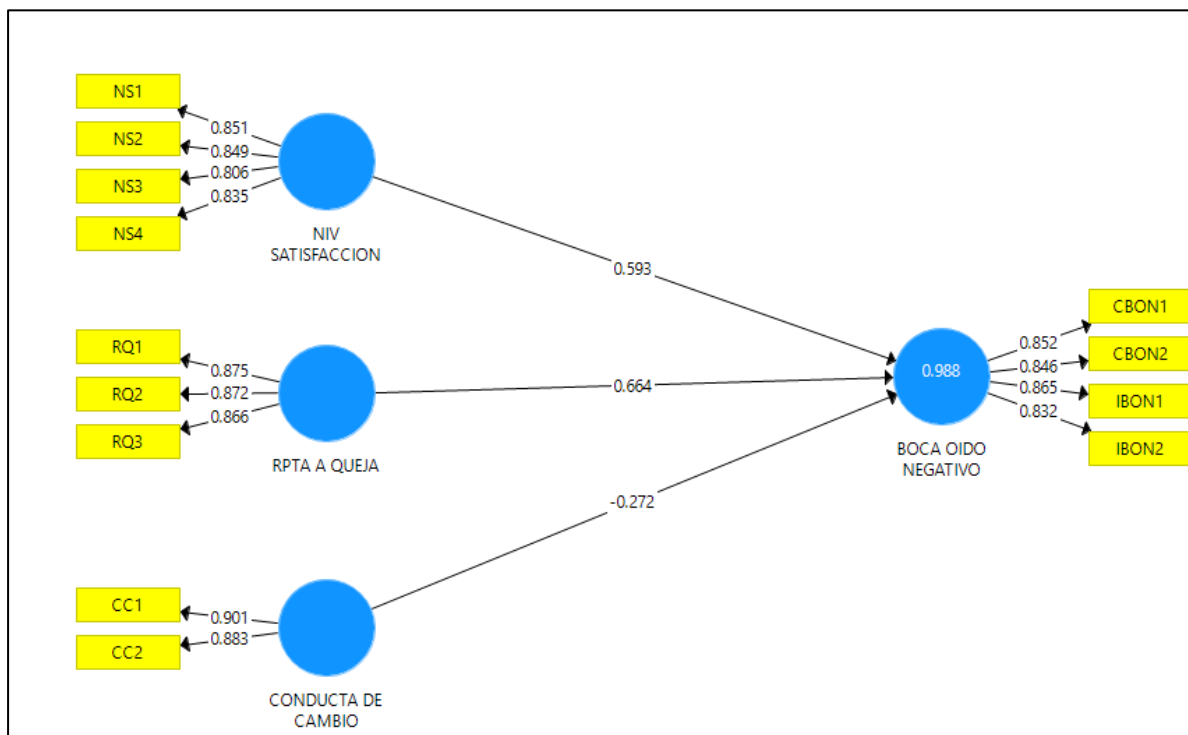 NS1
NS2
NS3
NS4
0.851
0.849
0.806
0.835
NIV
SATISFACCION
0.593
RQ1
RQ2
RQ3
0.875
0.872
0.866
RPTA A QUEJA
0.664
CC1
CC2
0.901
0.883
CONDUCTA DE
CAMBIO
-0.272
0.988
BOCA OIDO
NEGATIVO
0.852
0.846
0.865
0.832
CBON1
CBON2
IBON1
IBON2